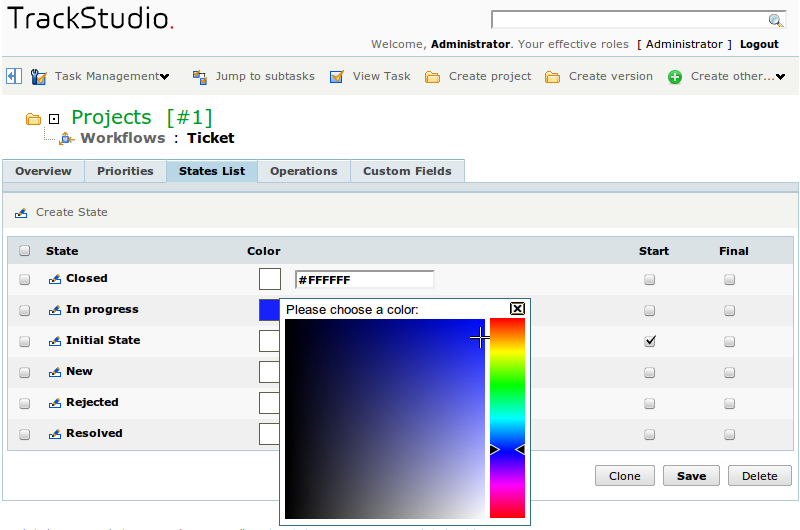 TrackStudio.
Welcome, Administrator. Your effective roles [ Administrator ] Logout
Task Management Jump to subtasks View Task Create project Create version Create other...
Projects [#1]
Workflows : Ticket
Overview Priorities States List Operations Custom Fields
Create State
State Color Start Final
Closed #FFFFFF
In progress
Please choose a color:
Initial State
New
Rejected
Resolved
Clone Save Delete